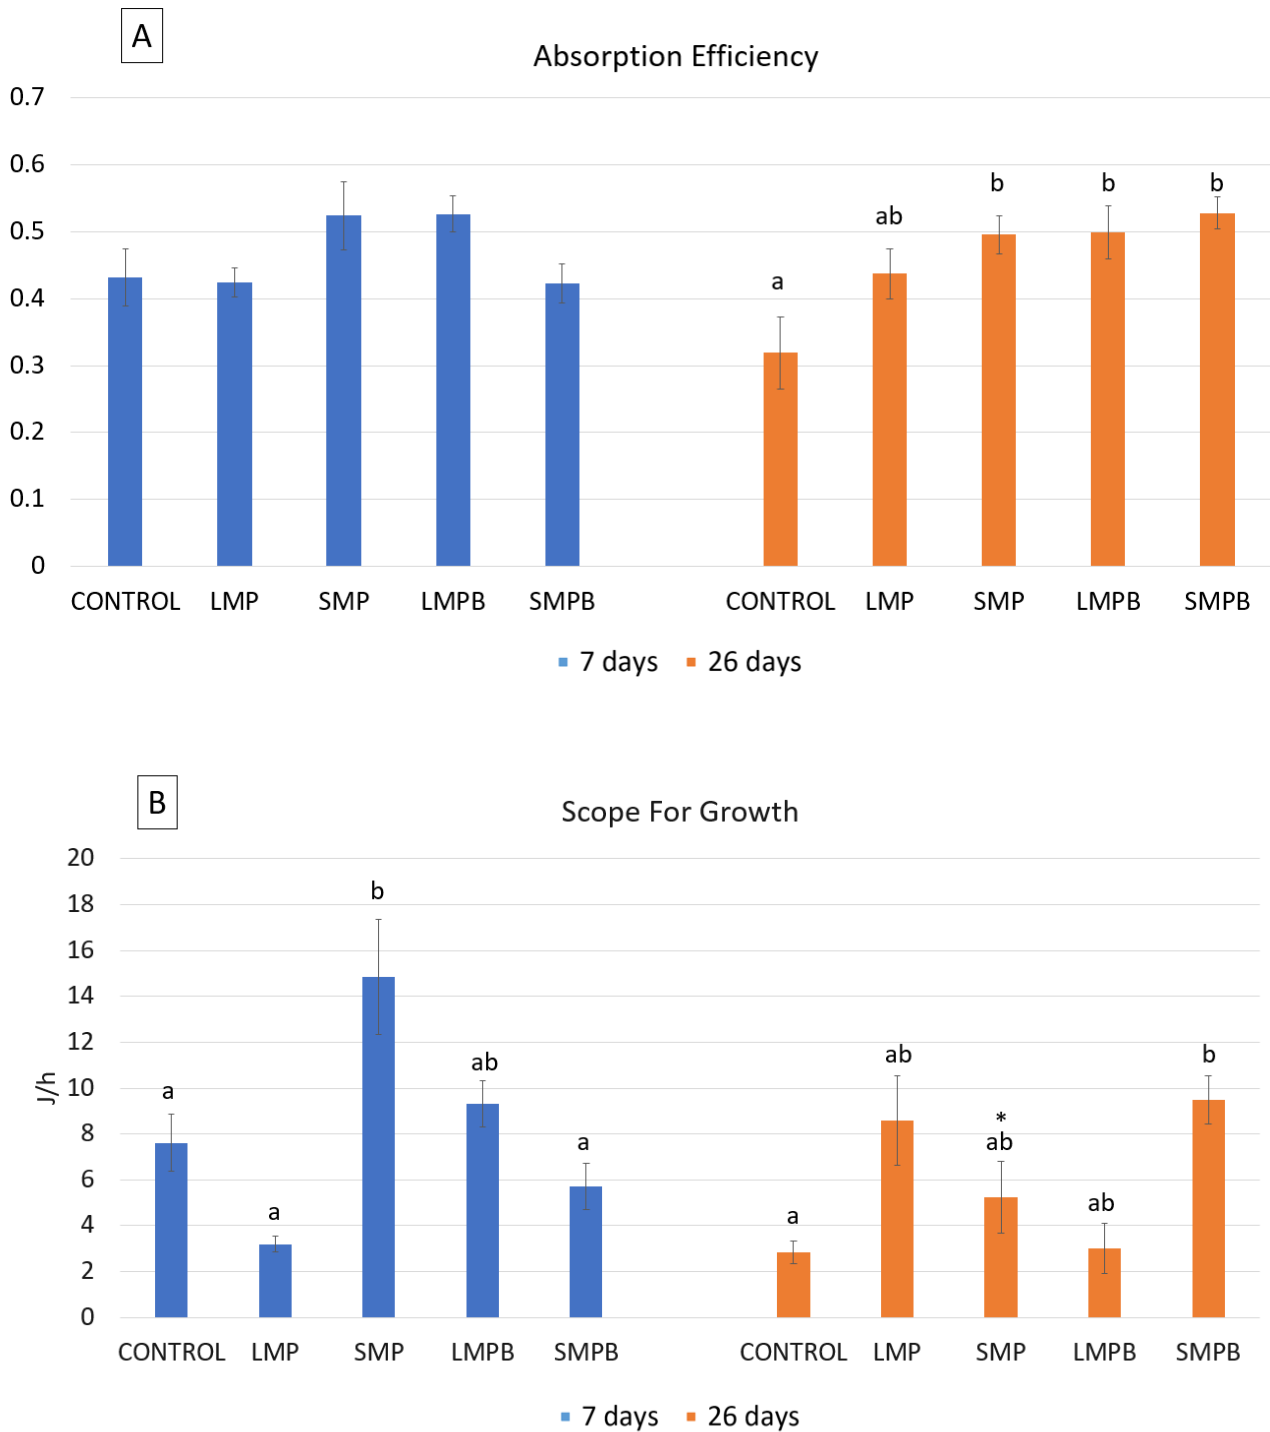 A
Absorption Efficiency
0.7
0.6
0.5
0.4
0.3
0.2
0.1
0
a
ab
b
b
b
CONTROL LMP SMP LMPB SMPB CONTROL LMP SMP LMPB SMPB
7 days 26 days
B
Scope For Growth
J/h
20
18
16
14
12
10
8
6
4
2
0
a
a
b
ab
a
a
ab
*
ab
ab
b
CONTROL LMP SMP LMPB SMPB CONTROL LMP SMP LMPB SMPB
7 days 26 days